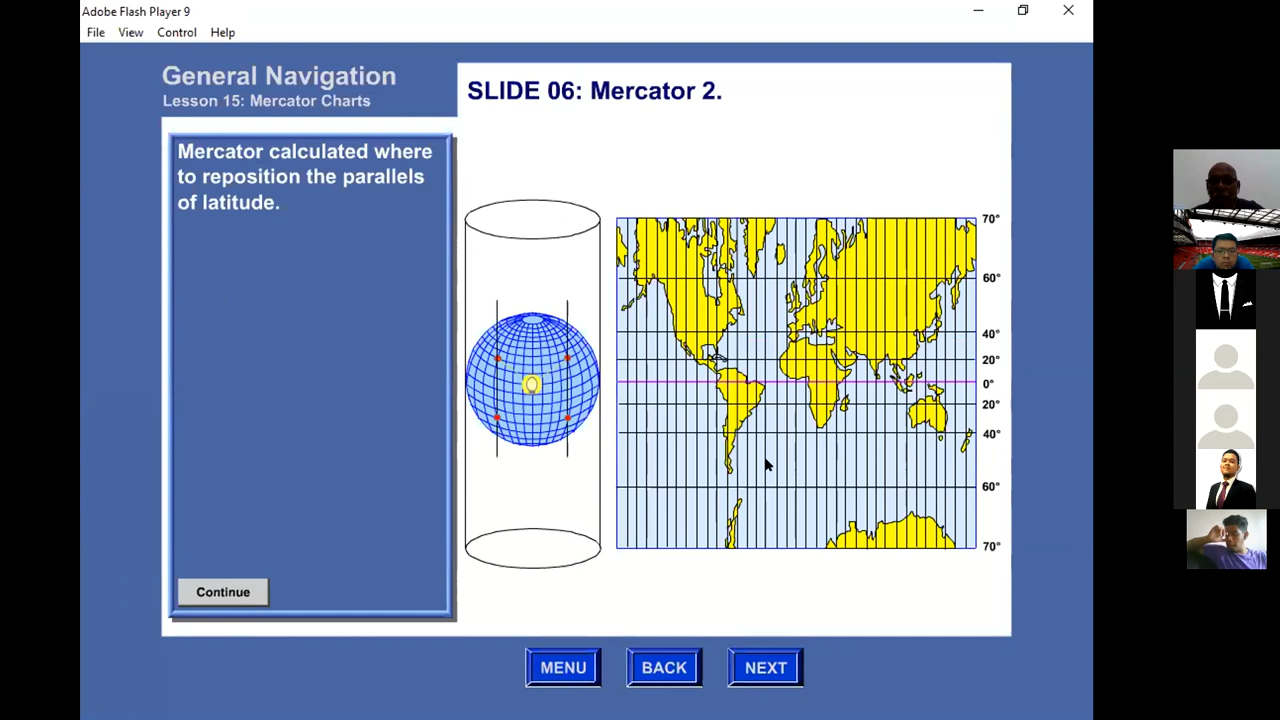 Adobe Flash Player 9
File View Control Help
General Navigation
Lesson 15: Mercator Charts
SLIDE 06: Mercator 2.
Mercator calculated where
to reposition the parallels
of latitude.
70°
60°
40°
20°
0°
20°
40°
60°
70°
Continue
MENU BACK NEXT